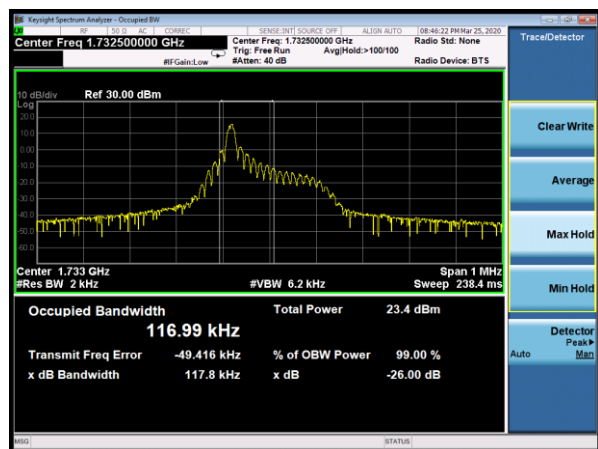 Keysight Spectrum Analyzer - Occupied BW
RF 50 Ω AC CORREC SENSE:INT SOURCE OFF ALIGN AUTO 08:46:22 PM Mar 25, 2020
Center Freq 1.732500000 GHz
Center Freq: 1.732500000 GHz
Radio Std: None
Trig: Free Run Avg|Hold:>100/100
#IFGain:Low #Atten: 40 dB Radio Device: BTS
10 dB/div Ref 30.00 dBm
Log
20.0
10.0
0.00
-10.0
-20.0
-30.0
-40.0
-50.0
-60.0
Center 1.733 GHz Span 1 MHz
#Res BW 2 kHz #VBW 6.2 kHz Sweep 238.4 ms
Occupied Bandwidth Total Power 23.4 dBm
116.99 kHz
Transmit Freq Error -49.416 kHz % of OBW Power 99.00 %
x dB Bandwidth 117.8 kHz x dB -26.00 dB
MSG STATUS
Trace/Detector
Clear Write
Average
Max Hold
Min Hold
Detector
Peak▶
Auto Man